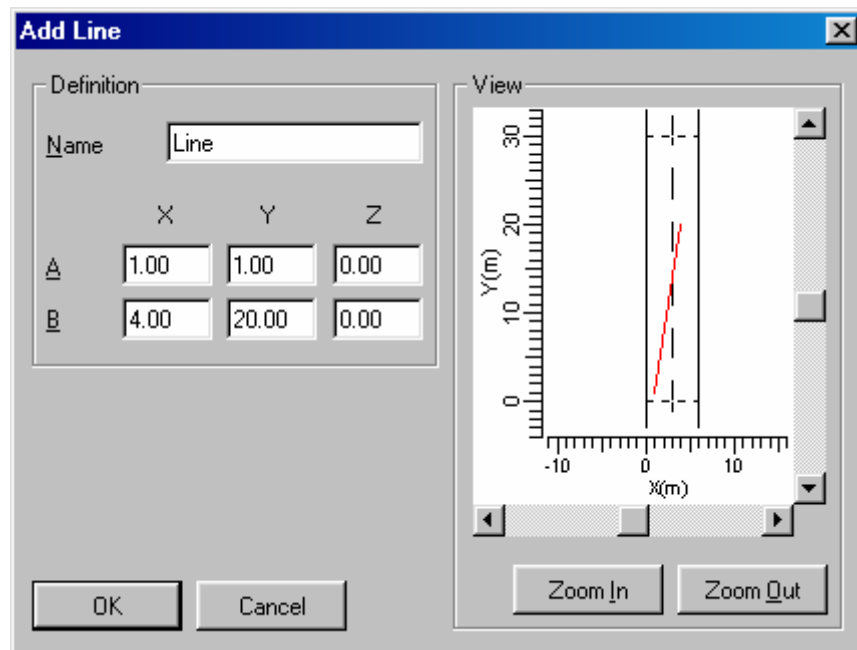 Add Line
Definition
Name Line
X Y Z
A 1.00 1.00 0.00
B 4.00 20.00 0.00
OK Cancel
View
30
20
10
0
Y(m)
-10 0 10
X(m)
Zoom In Zoom Out